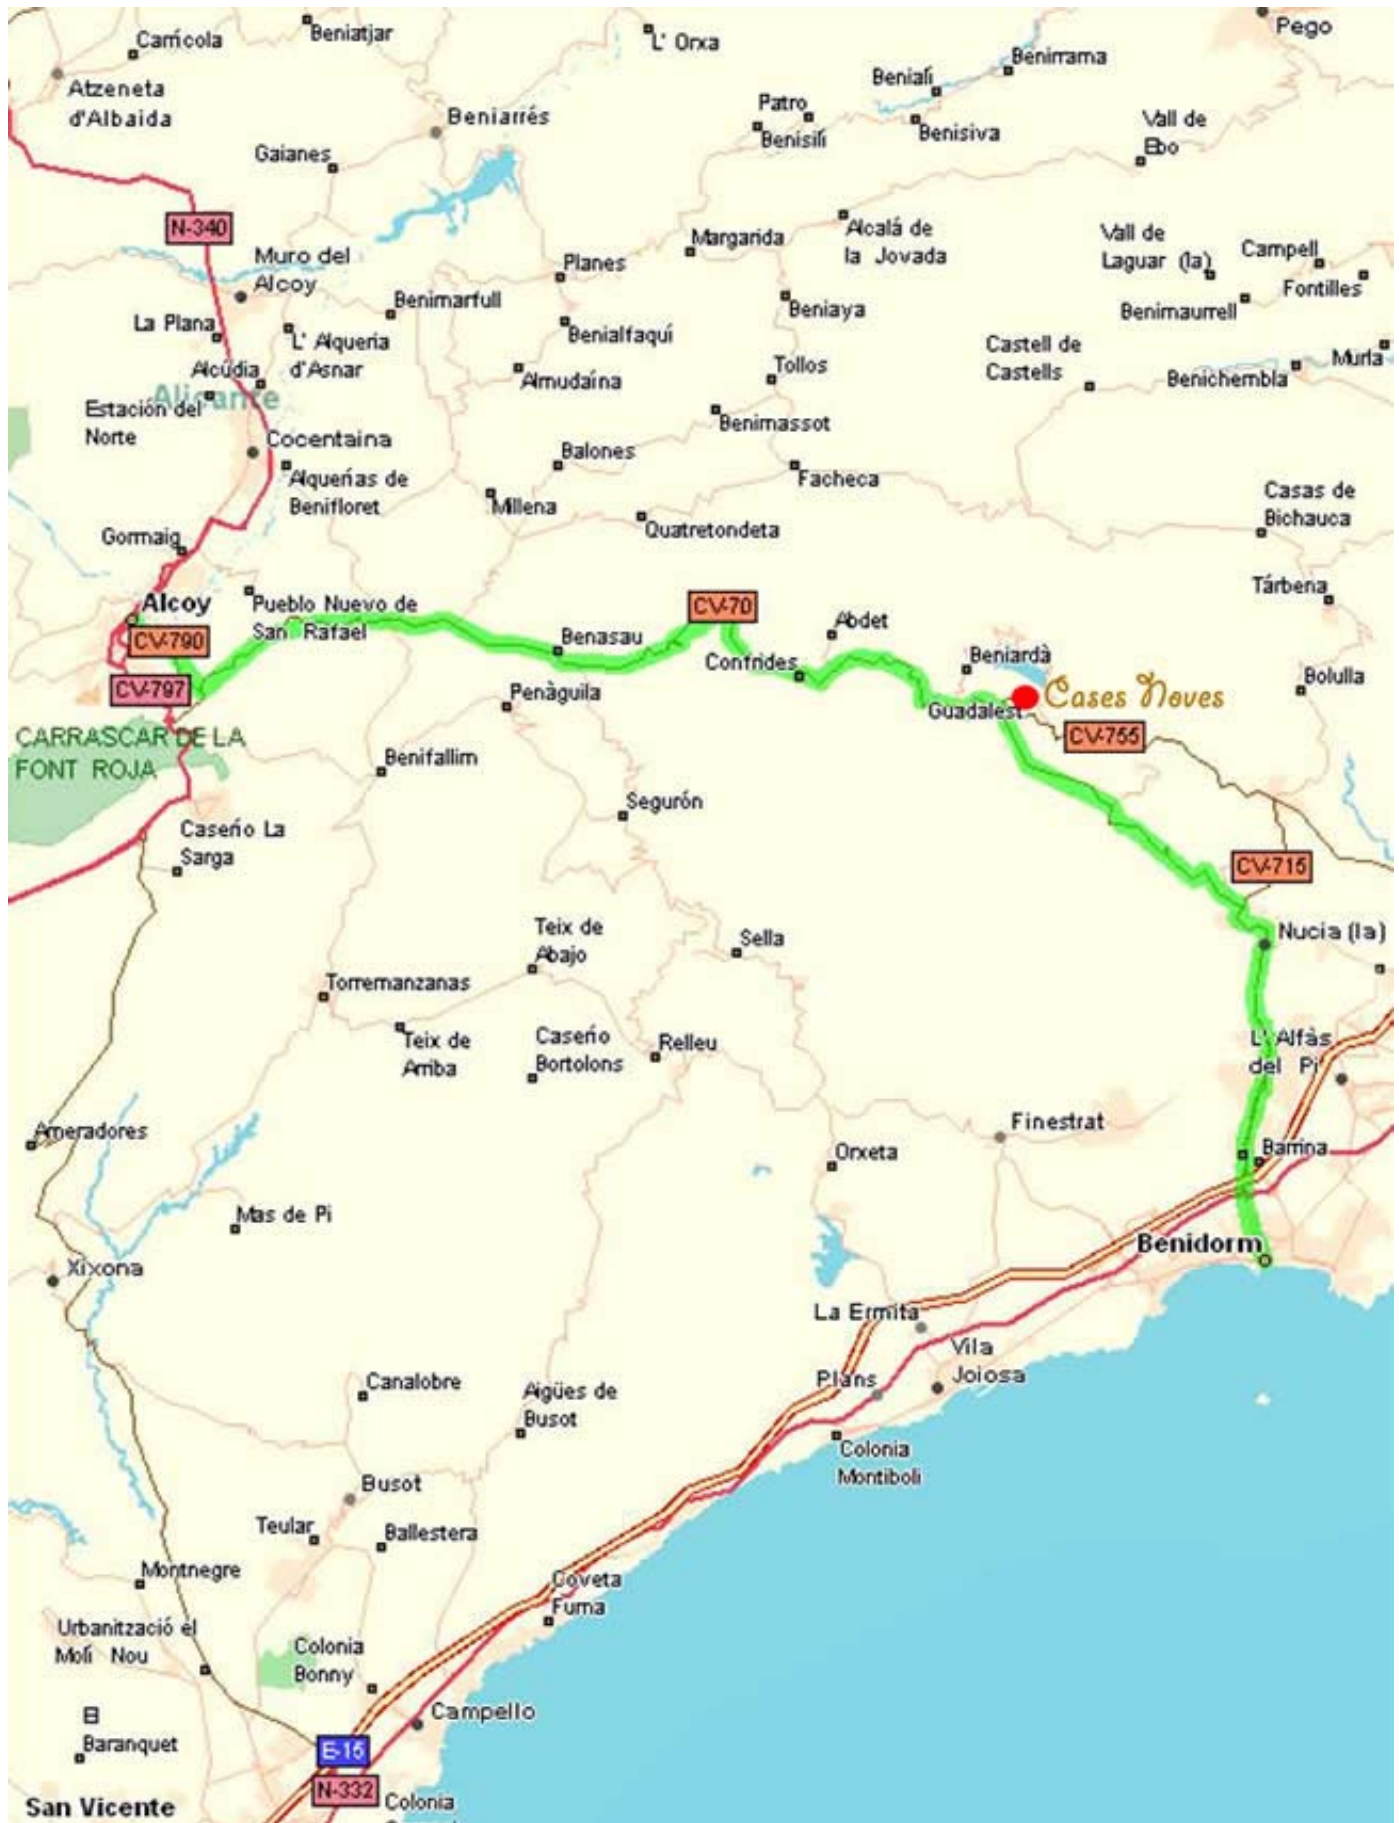 Carrícola
Beniatjar
L' Orxa
Pego
Atzeneta
d'Albaida
Beniarrés
Beniali
Benirrama
Patro
Benisili
Benisiva
Vall de
Ebo
Gaianes
N-340
Muro del
Alcoy
Planes
Margarida
Alcalá de
la Jovada
Vall de
Laguar (la)
Campell
Fontilles
Benimarfull
Beniaya
Benimaurrell
La Plana
L' Alqueria
d'Asnar
Benialfaquí
Castell de
Castells
Murla
Alcúdia
Almudaína
Tollos
Benichembla
Alicante
Estación del
Norte
Benimassot
Cocentaina
Balones
Alquerías de
Benifloret
Facheca
Millena
Casas de
Bichauca
Quatretondeta
Gormaig
Tárbena
Alcoy
Pueblo Nuevo de
San Rafael
CV-70
Abdet
CV-790
Benasau
Confrides
Beniardà
Bolulla
CV-797
Penàguila
Guadalest
Cases Noves
CV-755
CARRASCAR DE LA
FONT ROJA
Benifallim
Segurón
Caserío La
Sarga
CV-715
Teix de
Abajo
Sella
Nucia (la)
Torremanzanas
Teix de
Arriba
Caserío
Bortolons
Relleu
L' Alfàs
del Pi
Ameradores
Finestrat
Orxeta
Barrina
Mas de Pi
Benidorm
Xixona
La Ermita
Vila
Joiosa
Canalobre
Aigües de
Busot
Plans
Colonia
Montiboli
Busot
Teular
Ballestera
Montnegre
Coveta
Fuma
Urbanització el
Molí Nou
Colonia
Bonny
Campello
Baranquet
E-15
N-332
San Vicente
Colonia